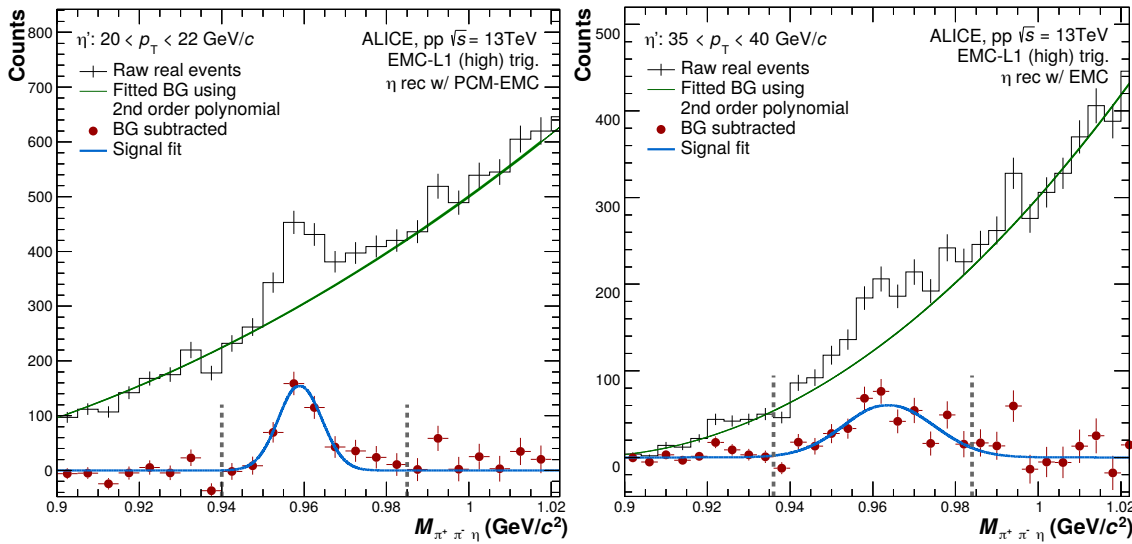 Counts
800
700
600
500
400
300
200
100
0
η': 20 < pT < 22 GeV/c
Raw real events
Fitted BG using
2nd order polynomial
BG subtracted
Signal fit
ALICE, pp √s = 13TeV
EMC-L1 (high) trig.
η rec w/ PCM-EMC
0.9 0.92 0.94 0.96 0.98 1 1.02
Mπ+ π- η (GeV/c²)
Counts
500
400
300
200
100
0
η': 35 < pT < 40 GeV/c
Raw real events
Fitted BG using
2nd order polynomial
BG subtracted
Signal fit
ALICE, pp √s = 13TeV
EMC-L1 (high) trig.
η rec w/ EMC
0.9 0.92 0.94 0.96 0.98 1 1.02
Mπ+ π- η (GeV/c²)